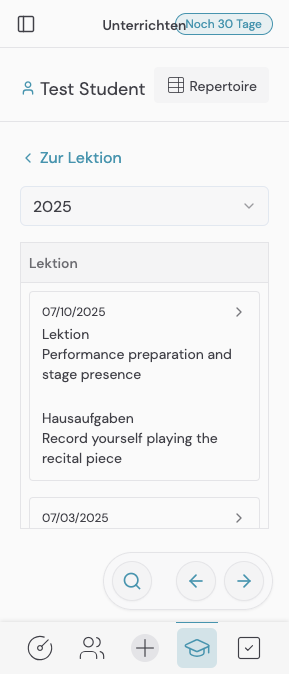 Unterrichten
Noch 30 Tage
Test Student
Repertoire
Zur Lektion
2025
Lektion
07/10/2025
Lektion
Performance preparation and
stage presence
Hausaufgaben
Record yourself playing the
recital piece
07/03/2025